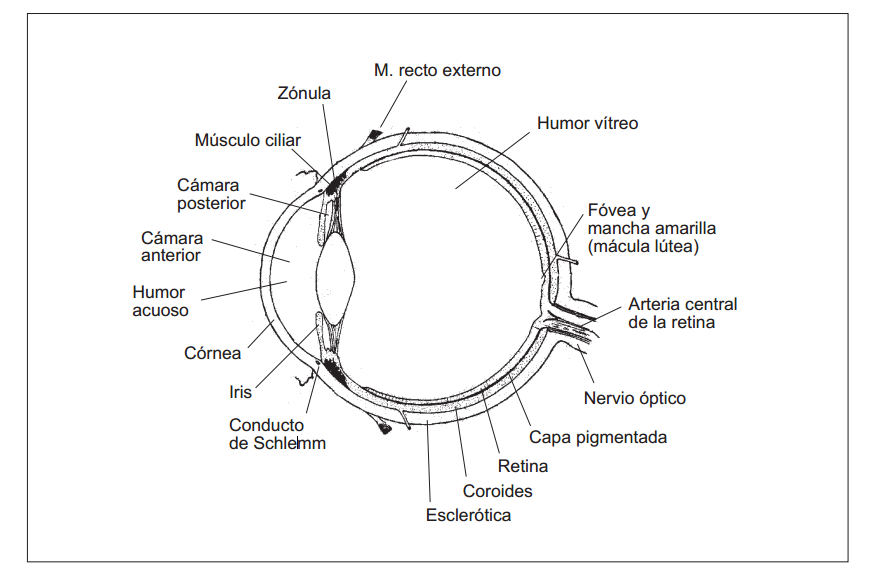 M. recto externo
Zónula
Humor vítreo
Músculo ciliar
Cámara
posterior
Fóvea y
mancha amarilla
(mácula lútea)
Cámara
anterior
Humor
acuoso
Arteria central
de la retina
Córnea
Iris
Nervio óptico
Conducto
de Schlemm
Capa pigmentada
Retina
Coroides
Esclerótica